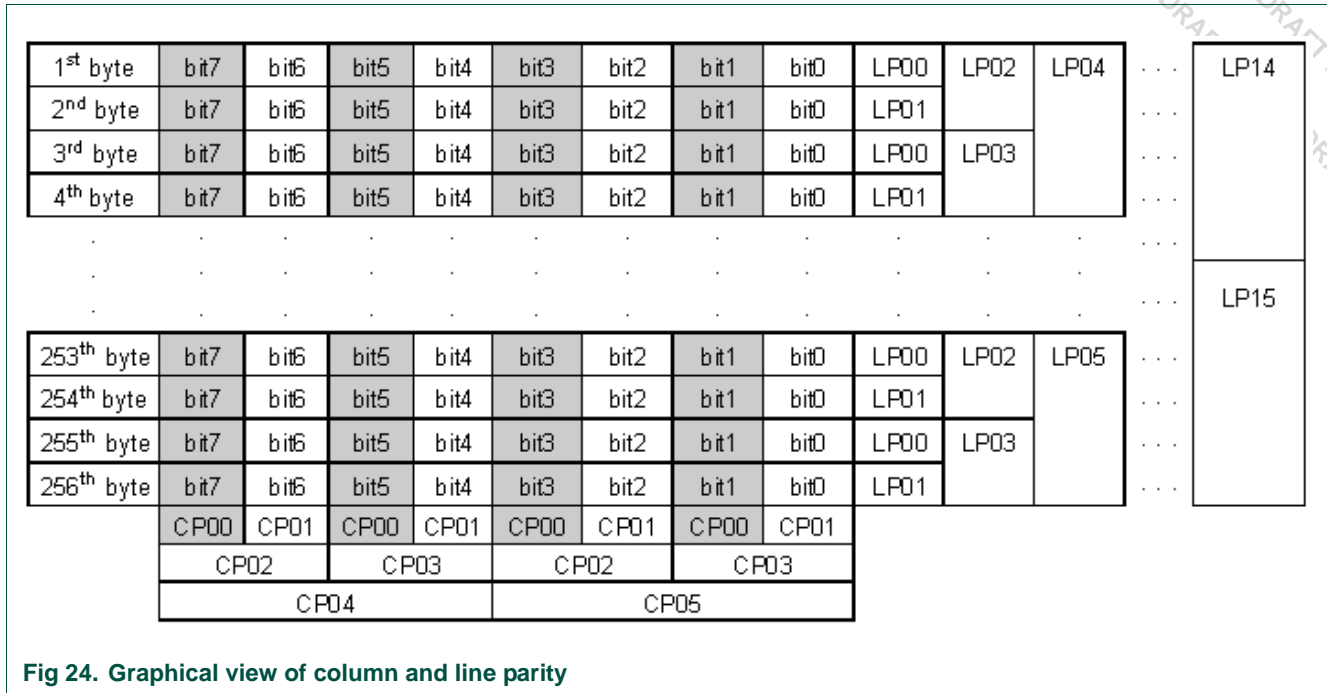 DRAFT DRAFT
1st byte bit7 bit6 bit5 bit4 bit3 bit2 bit1 bit0 LP00 LP02 LP04 . . . LP14
2nd byte bit7 bit6 bit5 bit4 bit3 bit2 bit1 bit0 LP01 . . .
3rd byte bit7 bit6 bit5 bit4 bit3 bit2 bit1 bit0 LP00 LP03 . . .
4th byte bit7 bit6 bit5 bit4 bit3 bit2 bit1 bit0 LP01 . . .
. . . . . . . . . . . . . . .
. . . . . . . . . . . .
. . . . . . . . . . . . . . . LP15
253th byte bit7 bit6 bit5 bit4 bit3 bit2 bit1 bit0 LP00 LP02 LP05 . . .
254th byte bit7 bit6 bit5 bit4 bit3 bit2 bit1 bit0 LP01 . . .
255th byte bit7 bit6 bit5 bit4 bit3 bit2 bit1 bit0 LP00 LP03 . . .
256th byte bit7 bit6 bit5 bit4 bit3 bit2 bit1 bit0 LP01 . . .
CP00 CP01 CP00 CP01 CP00 CP01 CP00 CP01
CP02 CP03 CP02 CP03
CP04 CP05
Fig 24. Graphical view of column and line parity